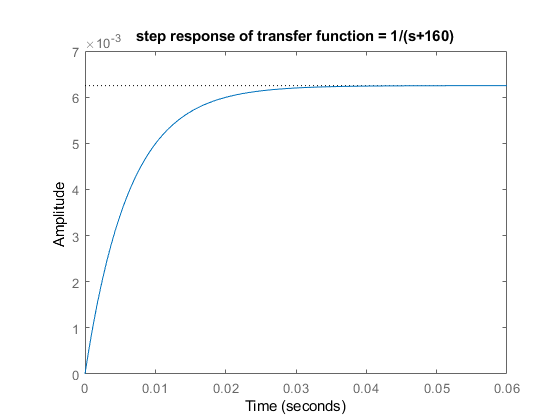 step response of transfer function = 1/(s+160)
×10-3
7
6
5
4
3
2
1
0
Amplitude
0 0.01 0.02 0.03 0.04 0.05 0.06
Time (seconds)